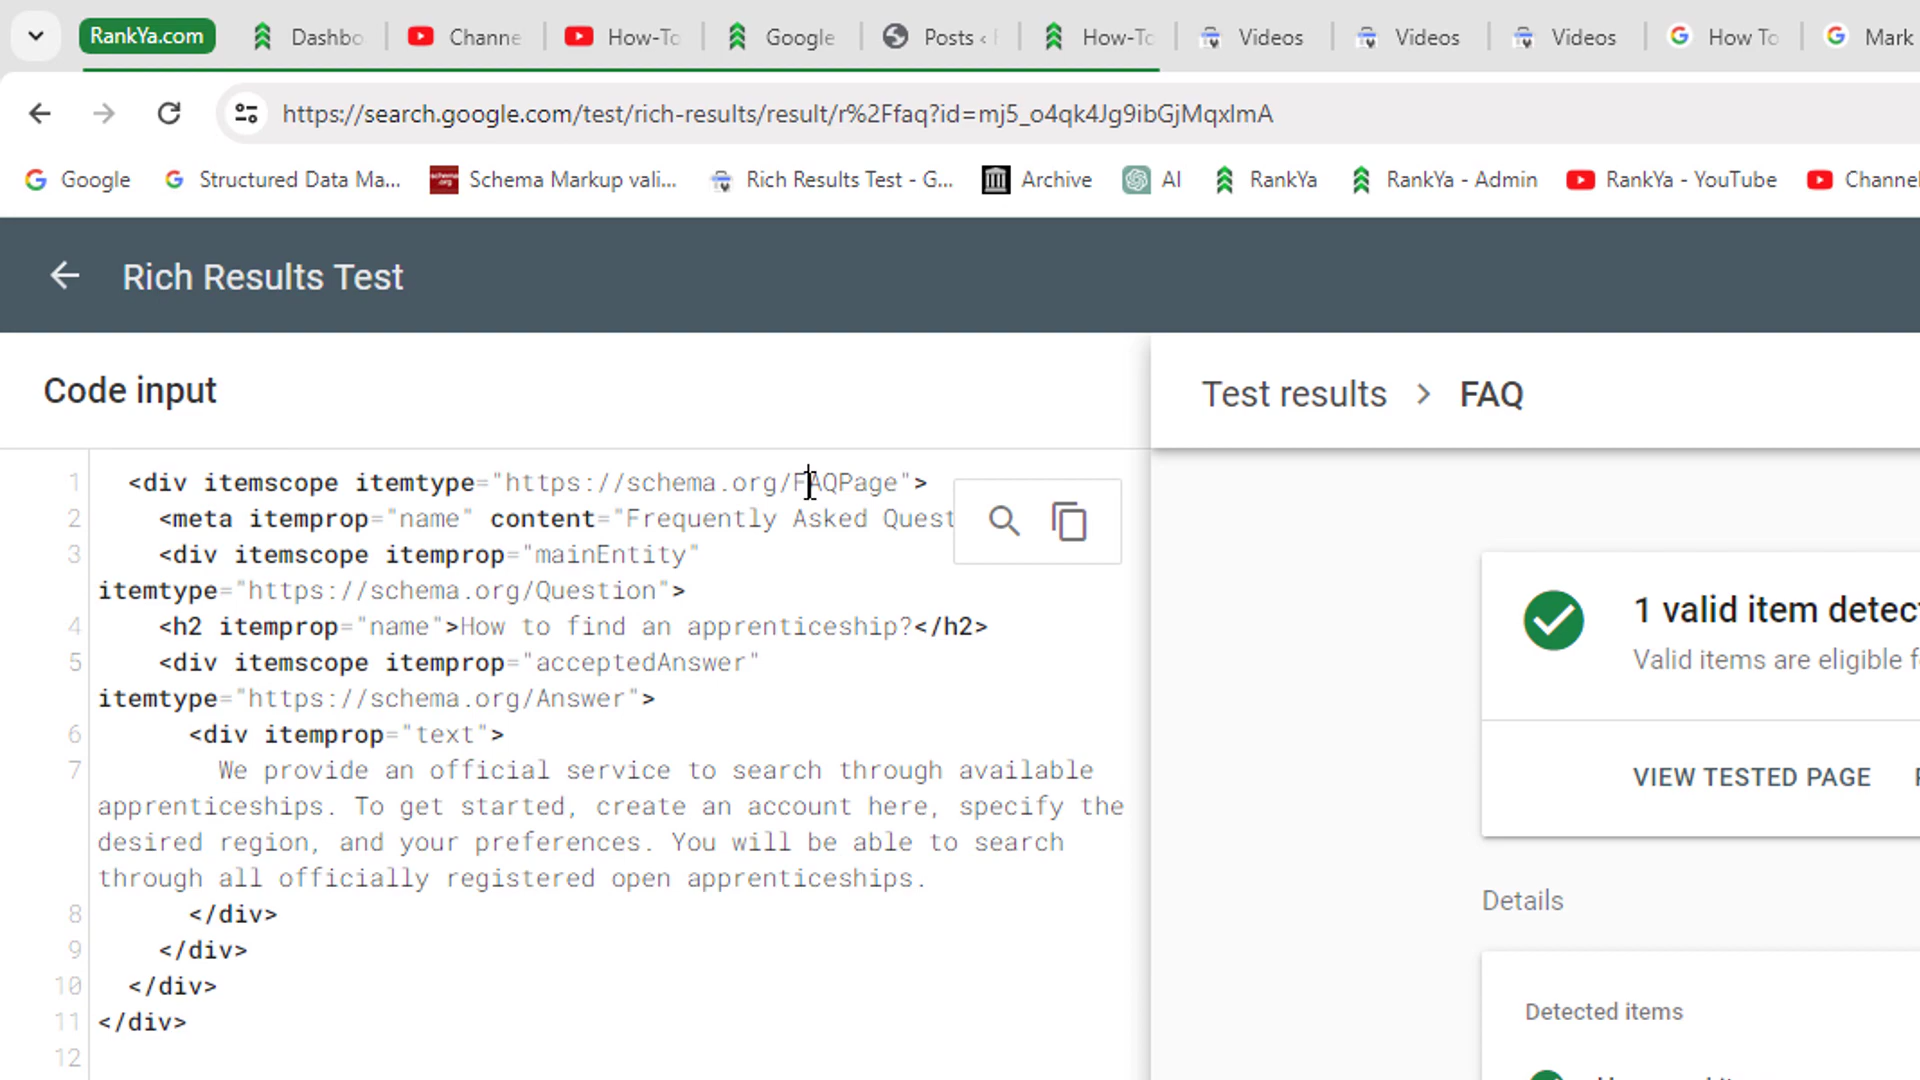 RankYa.com Dashbo Channe How-To Google Posts ‹ How-To Videos Videos Videos How To Mark
https://search.google.com/test/rich-results/result/r%2Ffaq?id=mj5_o4qk4Jg9ibGjMqxlmA
Google Structured Data Ma... Schema Markup vali... Rich Results Test - G... Archive AI RankYa RankYa - Admin RankYa - YouTube Channel
Rich Results Test
Code input
Test results > FAQ
1 <div itemscope itemtype="https://schema.org/FAQPage">
2 <meta itemprop="name" content="Frequently Asked Quest
3 <div itemscope itemprop="mainEntity"
itemtype="https://schema.org/Question">
4 <h2 itemprop="name">How to find an apprenticeship?</h2>
5 <div itemscope itemprop="acceptedAnswer"
itemtype="https://schema.org/Answer">
6 <div itemprop="text">
7 We provide an official service to search through available
apprenticeships. To get started, create an account here, specify the
desired region, and your preferences. You will be able to search
through all officially registered open apprenticeships.
8 </div>
9 </div>
10 </div>
11 </div>
12
1 valid item detect
Valid items are eligible f
VIEW TESTED PAGE
Details
Detected items